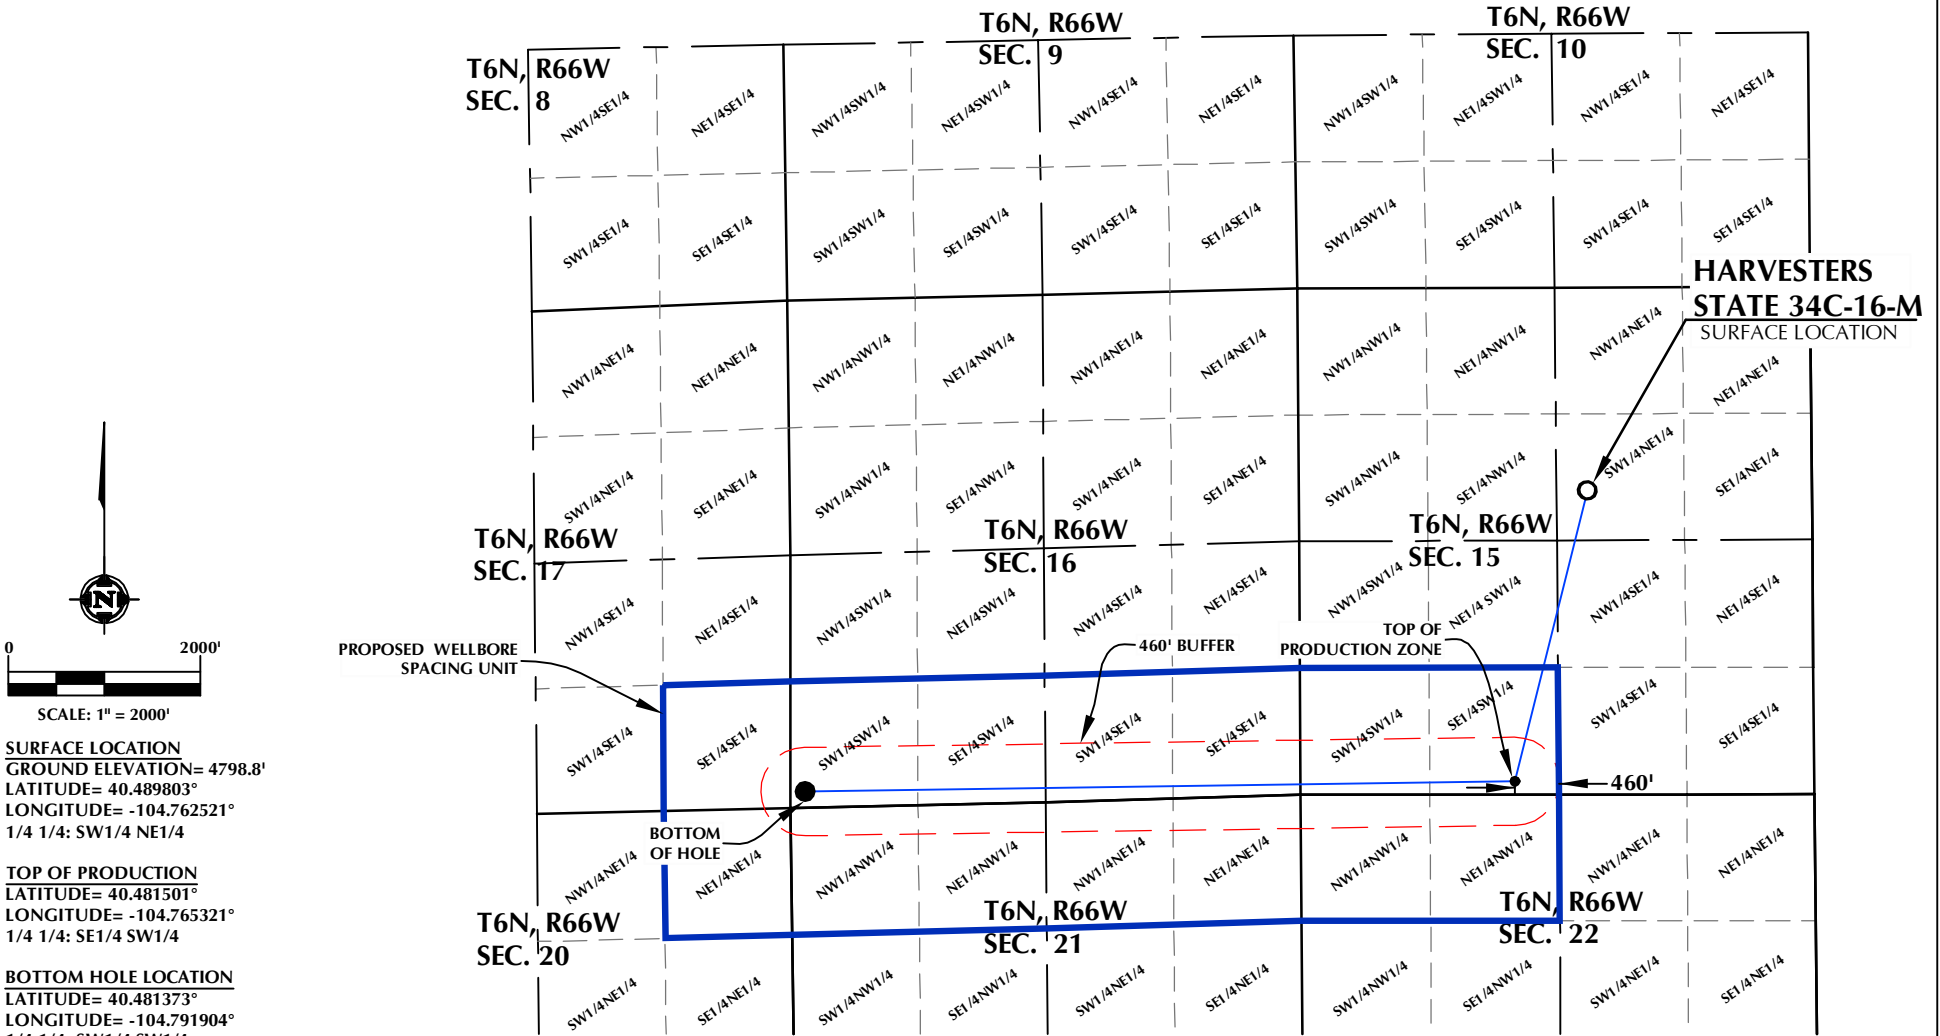 T6N, R66W
SEC. 9
T6N, R66W
SEC. 10
T6N, R66W
SEC. 8
NW1/4SE1/4
NE1/4SE1/4
NW1/4SW1/4
NE1/4SW1/4
NW1/4SE1/4
NE1/4SE1/4
NW1/4SW1/4
NE1/4SW1/4
NW1/4SE1/4
NE1/4SE1/4
SW1/4SE1/4
SE1/4SE1/4
SW1/4SW1/4
SE1/4SW1/4
SW1/4SE1/4
SE1/4SE1/4
SW1/4SW1/4
SE1/4SW1/4
SW1/4SE1/4
SE1/4SE1/4
HARVESTERS
STATE 34C-16-M
SURFACE LOCATION
NW1/4NE1/4
NE1/4NE1/4
NW1/4NW1/4
NE1/4NW1/4
NW1/4NE1/4
NE1/4NE1/4
NW1/4NW1/4
NE1/4NW1/4
NW1/4NE1/4
NE1/4NE1/4
SW1/4NE1/4
SE1/4NE1/4
SW1/4NW1/4
SE1/4NW1/4
SW1/4NE1/4
SE1/4NE1/4
SW1/4NW1/4
SE1/4NW1/4
SW1/4NE1/4
SE1/4NE1/4
T6N, R66W
SEC. 17
T6N, R66W
SEC. 16
T6N, R66W
SEC. 15
NW1/4SE1/4
NE1/4SE1/4
NW1/4SW1/4
NE1/4SW1/4
NW1/4SE1/4
NE1/4SE1/4
NW1/4SW1/4
NE1/4 SW1/4
NW1/4SE1/4
NE1/4SE1/4
N
0 2000'
SCALE: 1" = 2000'
PROPOSED WELLBORE
SPACING UNIT
460' BUFFER
TOP OF
PRODUCTION ZONE
SW1/4SE1/4
SE1/4SE1/4
SW1/4SW1/4
SE1/4SW1/4
SW1/4SE1/4
SE1/4SE1/4
SW1/4SW1/4
SE1/4SW1/4
SW1/4SE1/4
SE1/4SE1/4
460'
BOTTOM
OF HOLE
NW1/4NE1/4
NE1/4NE1/4
NW1/4NW1/4
NE1/4NW1/4
NW1/4NE1/4
NE1/4NE1/4
NW1/4NW1/4
NE1/4NW1/4
NW1/4NE1/4
NE1/4NE1/4
T6N, R66W
SEC. 20
T6N, R66W
SEC. 21
T6N, R66W
SEC. 22
SW1/4NE1/4
SE1/4NE1/4
SW1/4NW1/4
SE1/4NW1/4
SW1/4NE1/4
SE1/4NE1/4
SW1/4NW1/4
SE1/4NW1/4
SW1/4NE1/4
SE1/4NE1/4
SURFACE LOCATION
GROUND ELEVATION= 4798.8'
LATITUDE= 40.489803°
LONGITUDE= -104.762521°
1/4 1/4: SW1/4 NE1/4
TOP OF PRODUCTION
LATITUDE= 40.481501°
LONGITUDE= -104.765321°
1/4 1/4: SE1/4 SW1/4
BOTTOM HOLE LOCATION
LATITUDE= 40.481373°
LONGITUDE= -104.791904°
1/4 1/4: SW1/4 SW1/4